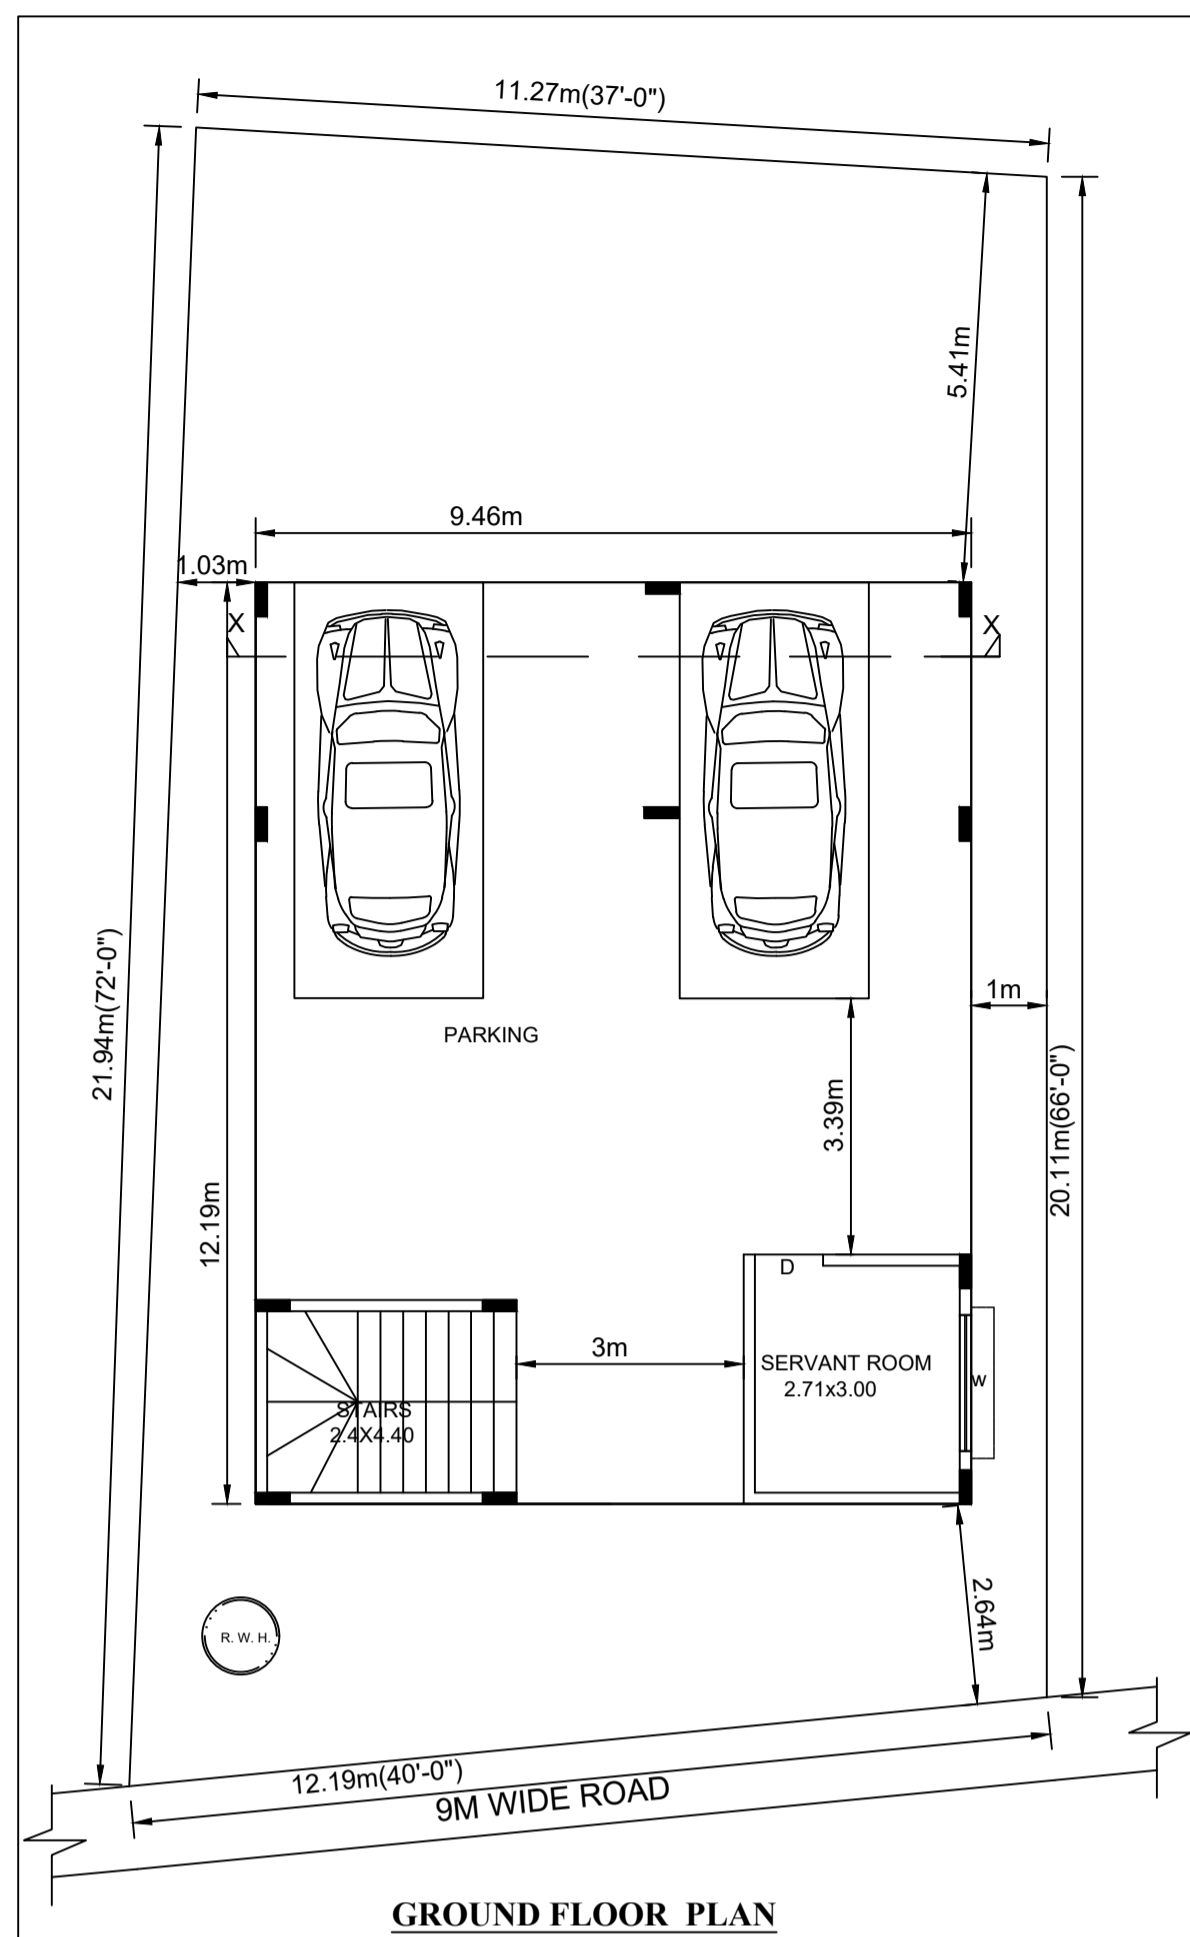 11.27m(37'-0")
5.41m
9.46m
1.03m
X
X
1m
21.94m(72'-0")
PARKING
20.11m(66'-0")
3.39m
12.19m
D
3m
SERVANT ROOM
2.71x3.00
W
STAIRS
2.4X4.40
2.64m
R. W. H.
12.19m(40'-0")
9M WIDE ROAD
GROUND FLOOR PLAN